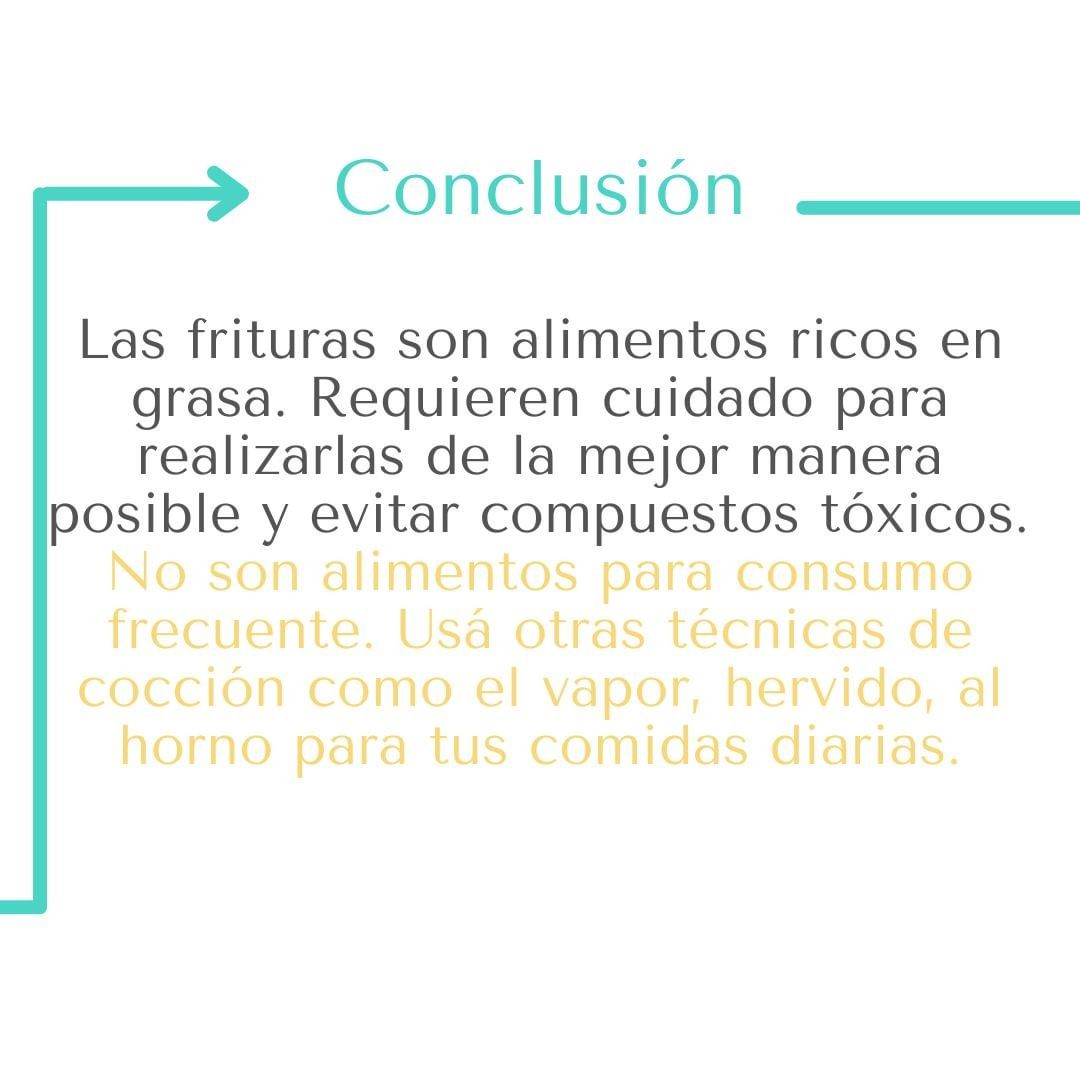 Conclusión
Las frituras son alimentos ricos en
grasa. Requieren cuidado para
realizarlas de la mejor manera
posible y evitar compuestos tóxicos.
No son alimentos para consumo
frecuente. Usá otras técnicas de
cocción como el vapor, hervido, al
horno para tus comidas diarias.